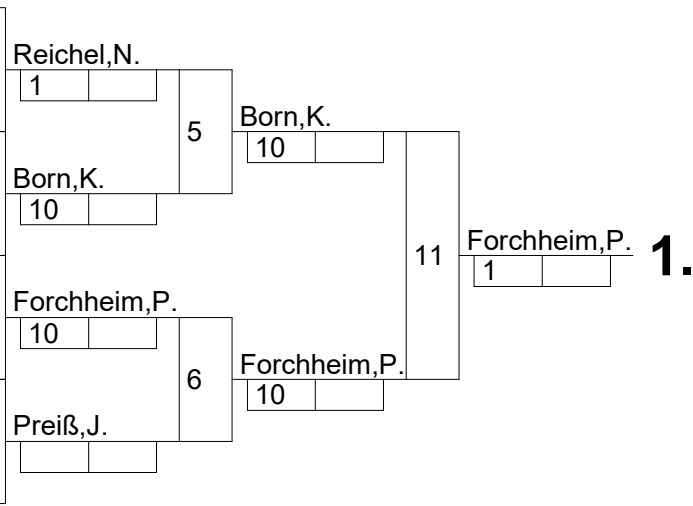 Reichel,N.
1
5
Born,K.
10
Born,K.
10
11
Forchheim,P.
1
1.
Forchheim,P.
10
6
Forchheim,P.
10
Preiß,J.